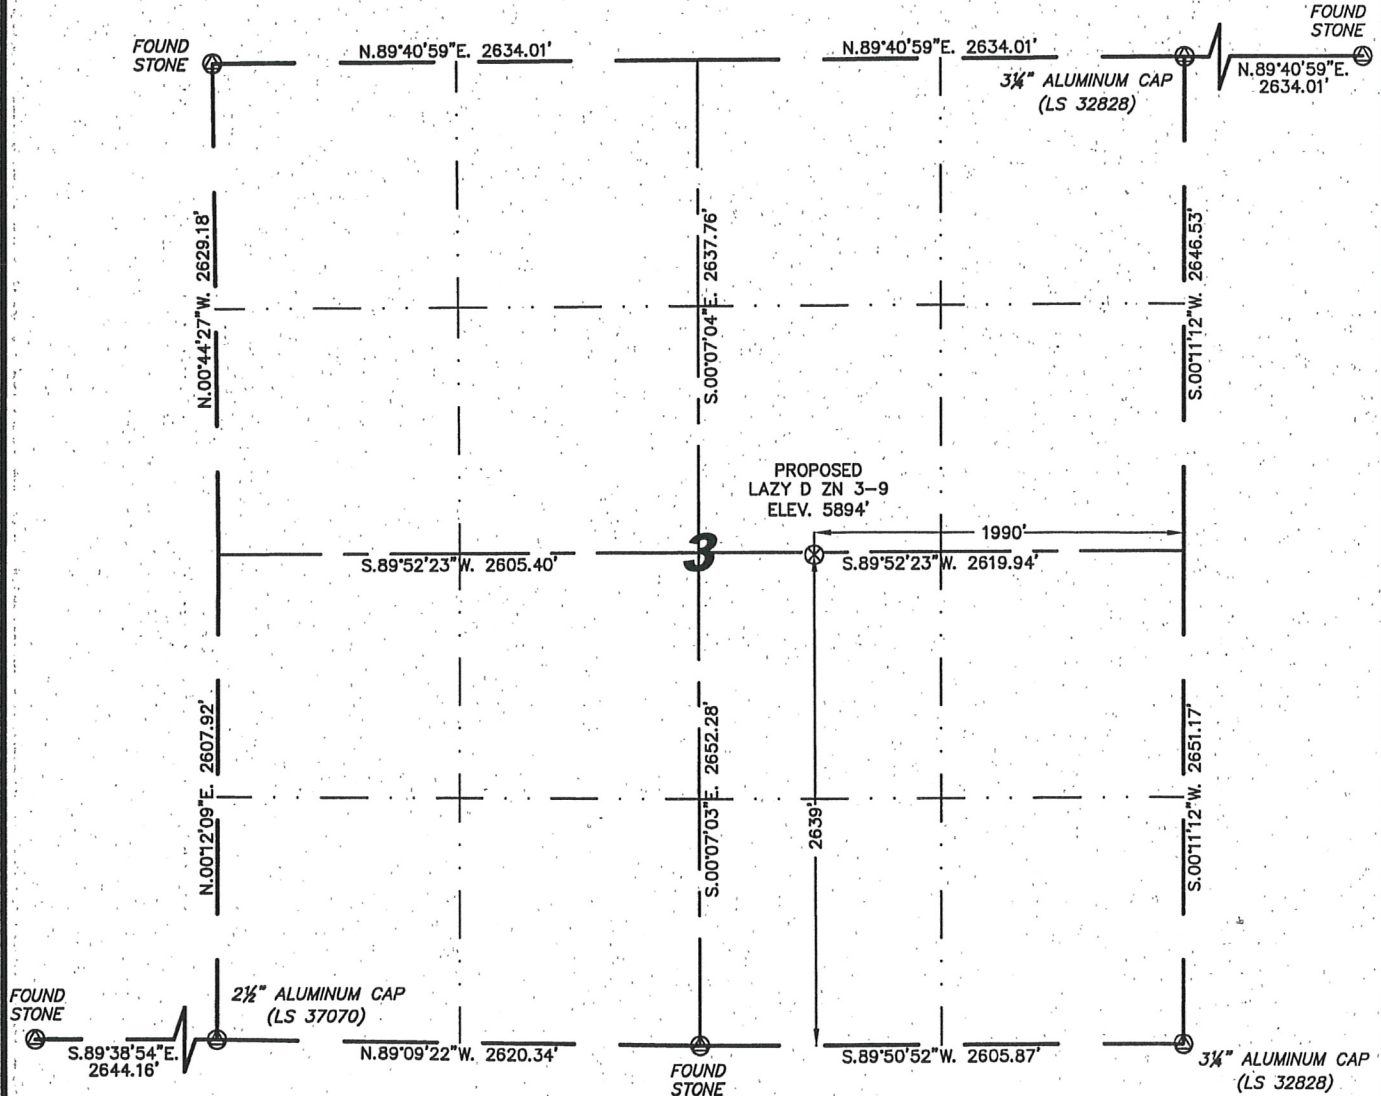 FOUND
STONE
FOUND
STONE
N.89°40'59"E. 2634.01'
N.89°40'59"E. 2634.01'
N.89°40'59"E.
2634.01'
3¼" ALUMINUM CAP
(LS 32828)
N.00°44'27"W. 2629.18'
S.00°07'04"E. 2637.76'
S.00°11'12"W. 2646.53'
PROPOSED
LAZY D ZN 3-9
ELEV. 5894'
1990'
3
S.89°52'23"W. 2605.40'
S.89°52'23"W. 2619.94'
N.00°12'09"E. 2607.92'
S.00°07'03"E. 2652.28'
2639'
S.00°11'12"W. 2651.17'
FOUND
STONE
2½" ALUMINUM CAP
(LS 37070)
S.89°38'54"E.
2644.16'
N.89°09'22"W. 2620.34'
FOUND
STONE
S.89°50'52"W. 2605.87'
3¼" ALUMINUM CAP
(LS 32828)